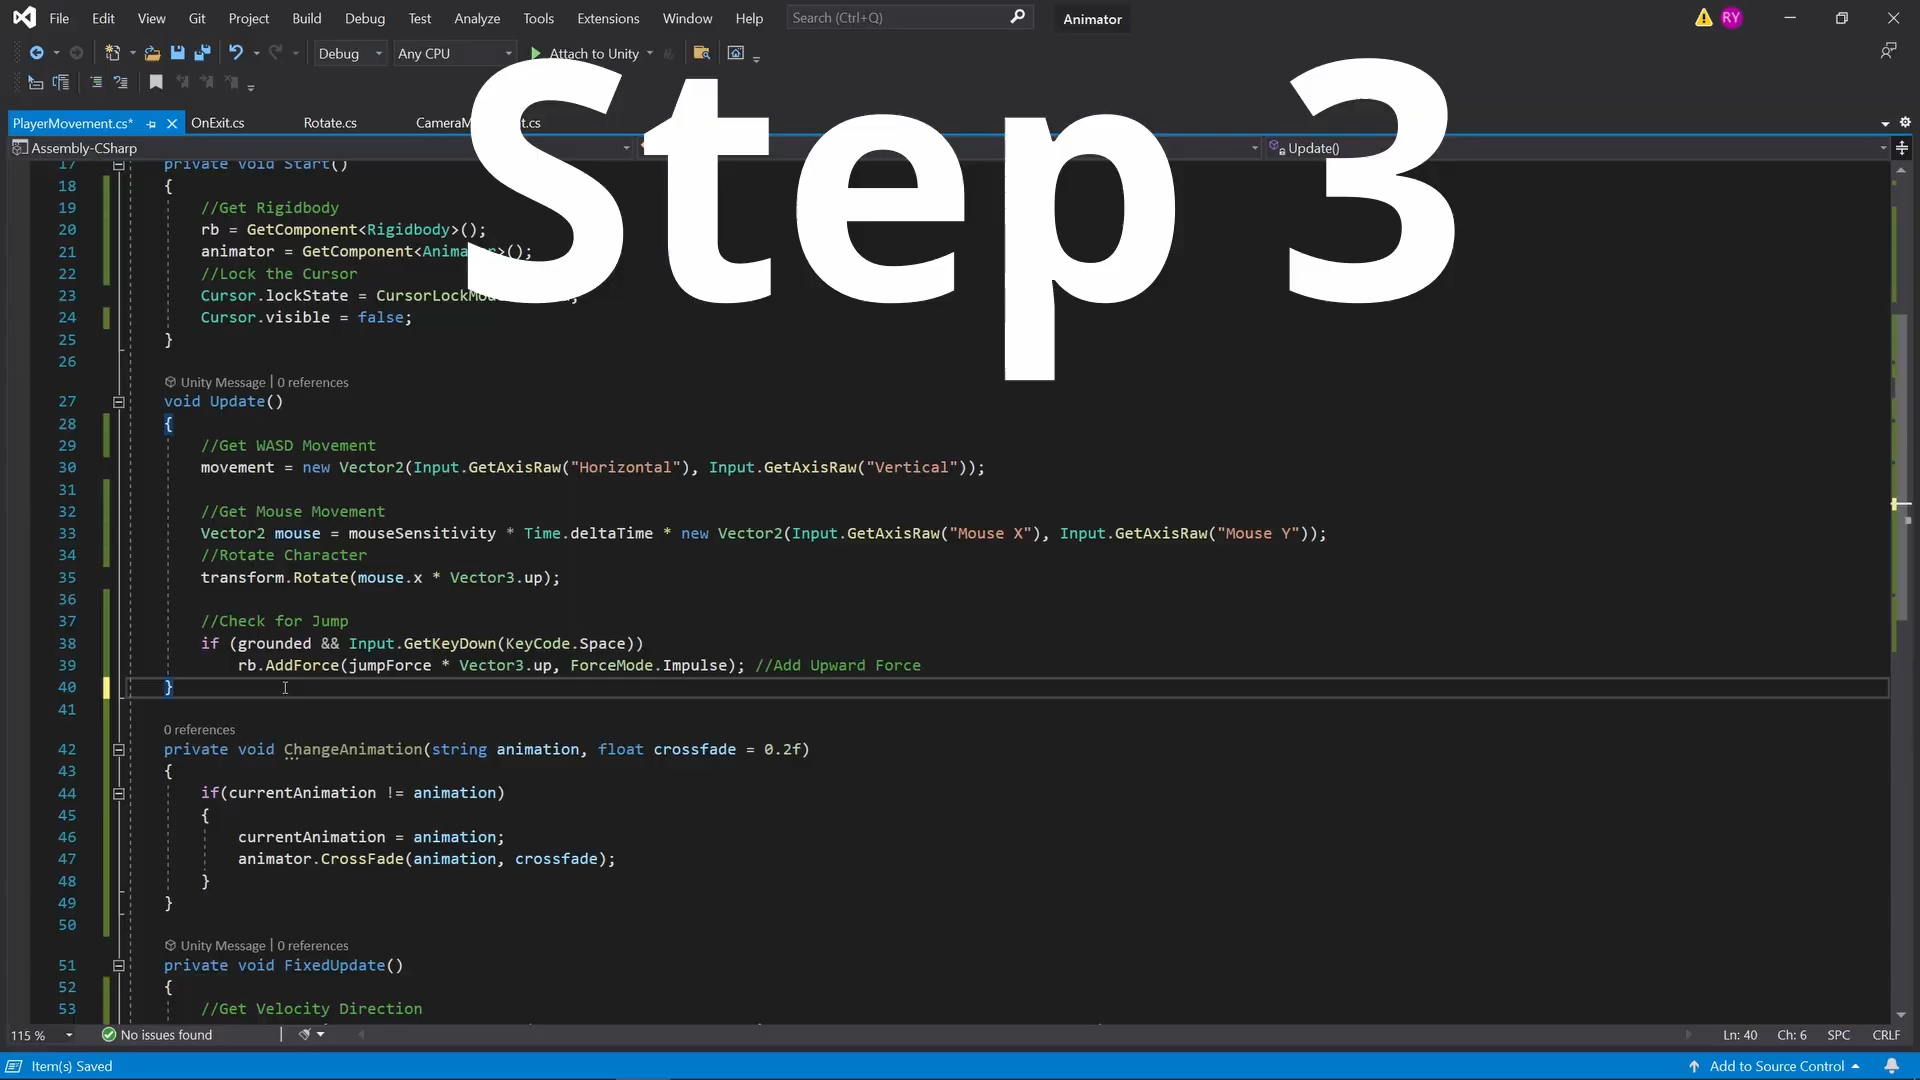 File Edit View Git Project Build Debug Test Analyze Tools Extensions Window Help Search (Ctrl+Q) Animator RY
Debug Any CPU Attach to Unity
Step 3
PlayerMovement.cs* OnExit.cs Rotate.cs
Assembly-CSharp Update()
17 private void Start()
18 {
19 //Get Rigidbody
20 rb = GetComponent<Rigidbody>();
21 animator = GetComponent<Anima >();
22 //Lock the Cursor
23 Cursor.lockState =
24 Cursor.visible = false;
25 }
26
Unity Message | 0 references
27 void Update()
28 {
29 //Get WASD Movement
30 movement = new Vector2(Input.GetAxisRaw("Horizontal"), Input.GetAxisRaw("Vertical"));
31
32 //Get Mouse Movement
33 Vector2 mouse = mouseSensitivity * Time.deltaTime * new Vector2(Input.GetAxisRaw("Mouse X"), Input.GetAxisRaw("Mouse Y"));
34 //Rotate Character
35 transform.Rotate(mouse.x * Vector3.up);
36
37 //Check for Jump
38 if (grounded && Input.GetKeyDown(KeyCode.Space))
39 rb.AddForce(jumpForce * Vector3.up, ForceMode.Impulse); //Add Upward Force
40 }
41
0 references
42 private void ChangeAnimation(string animation, float crossfade = 0.2f)
43 {
44 if(currentAnimation != animation)
45 {
46 currentAnimation = animation;
47 animator.CrossFade(animation, crossfade);
48 }
49 }
50
Unity Message | 0 references
51 private void FixedUpdate()
52 {
53 //Get Velocity Direction
115 % No issues found Ln: 40 Ch: 6 SPC CRLF
Item(s) Saved Add to Source Control